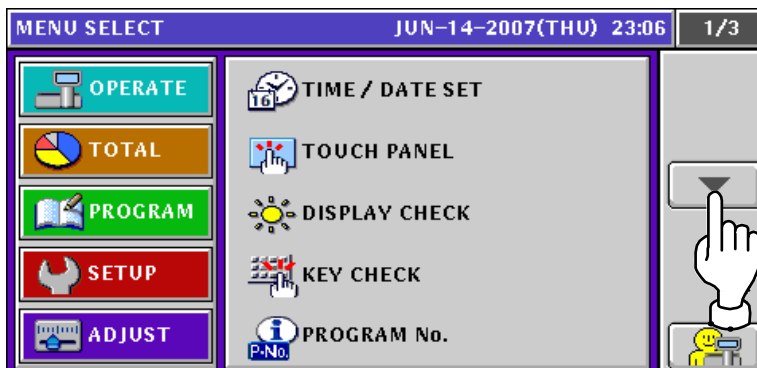 MENU SELECT JUN-14-2007(THU) 23:06 1/3
OPERATE
TOTAL
PROGRAM
SETUP
ADJUST
16 TIME / DATE SET
TOUCH PANEL
DISPLAY CHECK
KEY CHECK
i P-No. PROGRAM No.